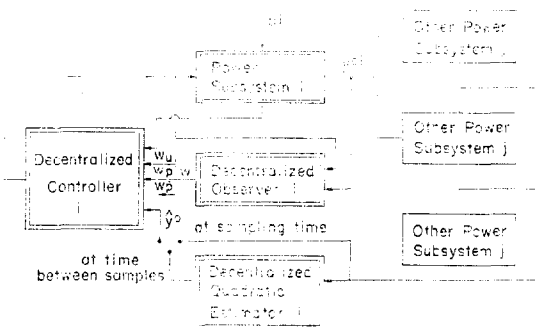 Power
Subsystem i
Other Power
Subsystem j
Other Power
Subsystem j
Other Power
Subsystem j
Decentralized
Controller
i
Decentralized
Observer i
at sampling time
at time
between samples
Decentralized
Quadratic
Estimator i